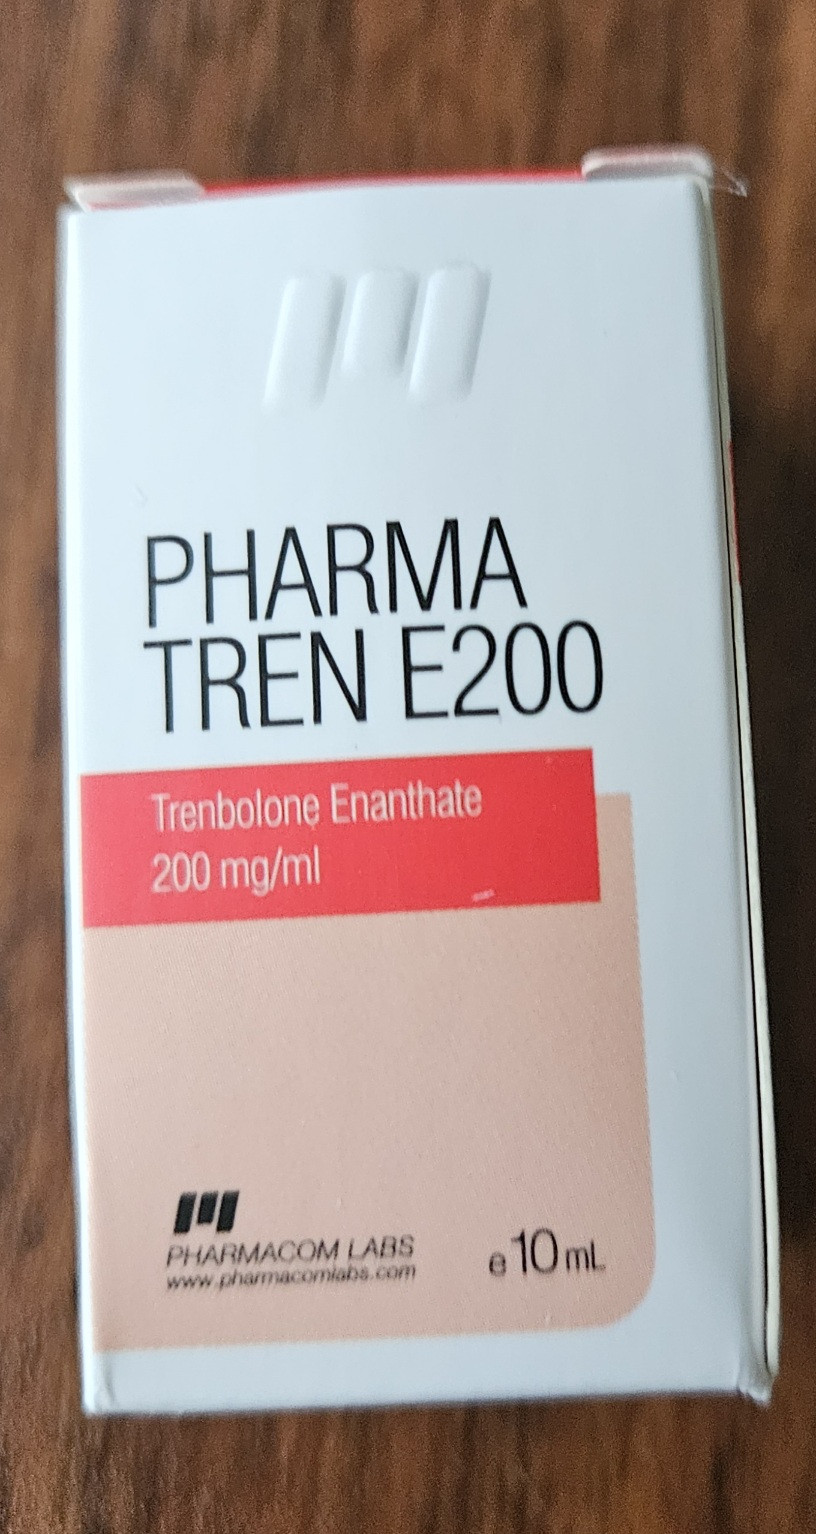 PHARMA
TREN E200
Trenbolone Enanthate
200 mg/ml
PHARMACOM LABS
www.pharmacomlabs.com
e 10 mL